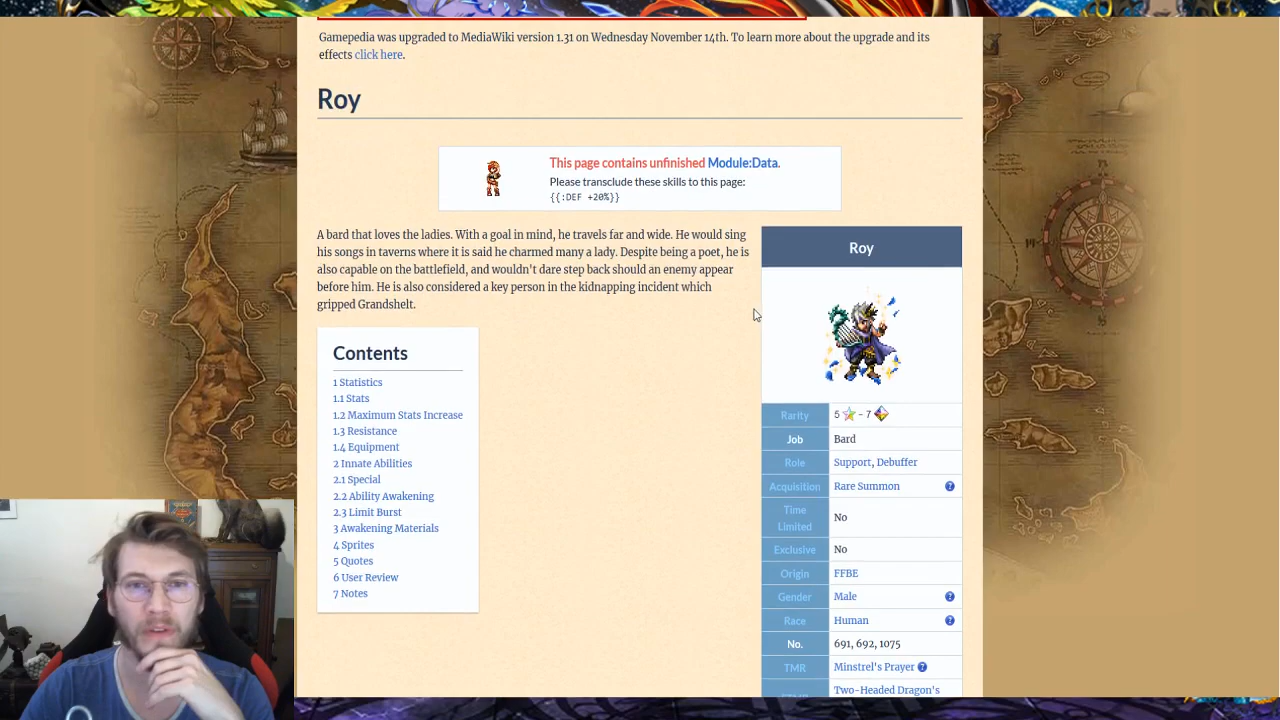 Gamepedia was upgraded to MediaWiki version 1.31 on Wednesday November 14th. To learn more about the upgrade and its
effects click here.
Roy
This page contains unfinished Module:Data.
Please transclude these skills to this page:
{{:DEF +20%}}
A bard that loves the ladies. With a goal in mind, he travels far and wide. He would sing
his songs in taverns where it is said he charmed many a lady. Despite being a poet, he is
also capable on the battlefield, and wouldn't dare step back should an enemy appear
before him. He is also considered a key person in the kidnapping incident which
gripped Grandshelt.
Contents
1 Statistics
1.1 Stats
1.2 Maximum Stats Increase
1.3 Resistance
1.4 Equipment
2 Innate Abilities
2.1 Special
2.2 Ability Awakening
2.3 Limit Burst
3 Awakening Materials
4 Sprites
5 Quotes
6 User Review
7 Notes
Roy
Rarity 5 - 7
Job Bard
Role Support, Debuffer
Acquisition Rare Summon ?
Time Limited No
Exclusive No
Origin FFBE
Gender Male ?
Race Human ?
No. 691, 692, 1075
TMR Minstrel's Prayer ?
Two-Headed Dragon's